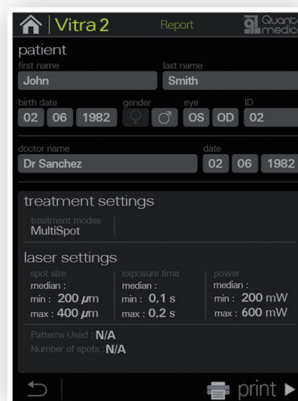 Vitra 2 Report Quantel medical
patient
first name last name
John Smith
birth date gender eye ID
02 06 1982 OS OD 02
doctor name date
Dr Sanchez 02 06 1982
treatment settings
treatment modes
MultiSpot
laser settings
spot size exposure time power
median : median : median :
min : 200 µm min : 0,1 s min : 200 mW
max : 400 µm max : 0,2 s max : 600 mW
Patterns Used : N/A
Number of spots : N/A
print